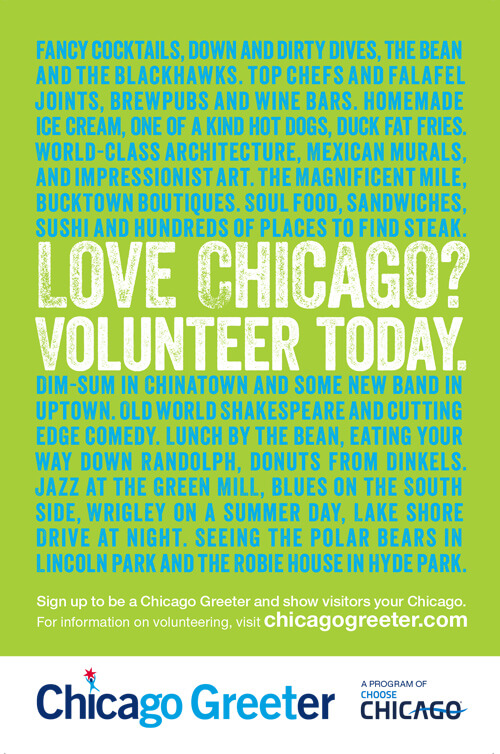 FANCY COCKTAILS, DOWN AND DIRTY DIVES, THE BEAN
AND THE BLACKHAWKS. TOP CHEFS AND FALAFEL
JOINTS, BREWPUBS AND WINE BARS. HOMEMADE
ICE CREAM, ONE OF A KIND HOT DOGS, DUCK FAT FRIES.
WORLD-CLASS ARCHITECTURE, MEXICAN MURALS,
AND IMPRESSIONIST ART. THE MAGNIFICENT MILE,
BUCKTOWN BOUTIQUES. SOUL FOOD, SANDWICHES,
SUSHI AND HUNDREDS OF PLACES TO FIND STEAK.
LOVE CHICAGO?
VOLUNTEER TODAY.
DIM-SUM IN CHINATOWN AND SOME NEW BAND IN
UPTOWN. OLD WORLD SHAKESPEARE AND CUTTING
EDGE COMEDY. LUNCH BY THE BEAN, EATING YOUR
WAY DOWN RANDOLPH, DONUTS FROM DINKELS.
JAZZ AT THE GREEN MILL, BLUES ON THE SOUTH
SIDE, WRIGLEY ON A SUMMER DAY, LAKE SHORE
DRIVE AT NIGHT. SEEING THE POLAR BEARS IN
LINCOLN PARK AND THE ROBIE HOUSE IN HYDE PARK.
Sign up to be a Chicago Greeter and show visitors your Chicago.
For information on volunteering, visit chicagogreeter.com
Chicago Greeter
A PROGRAM OF
CHOOSE
CHICAGO